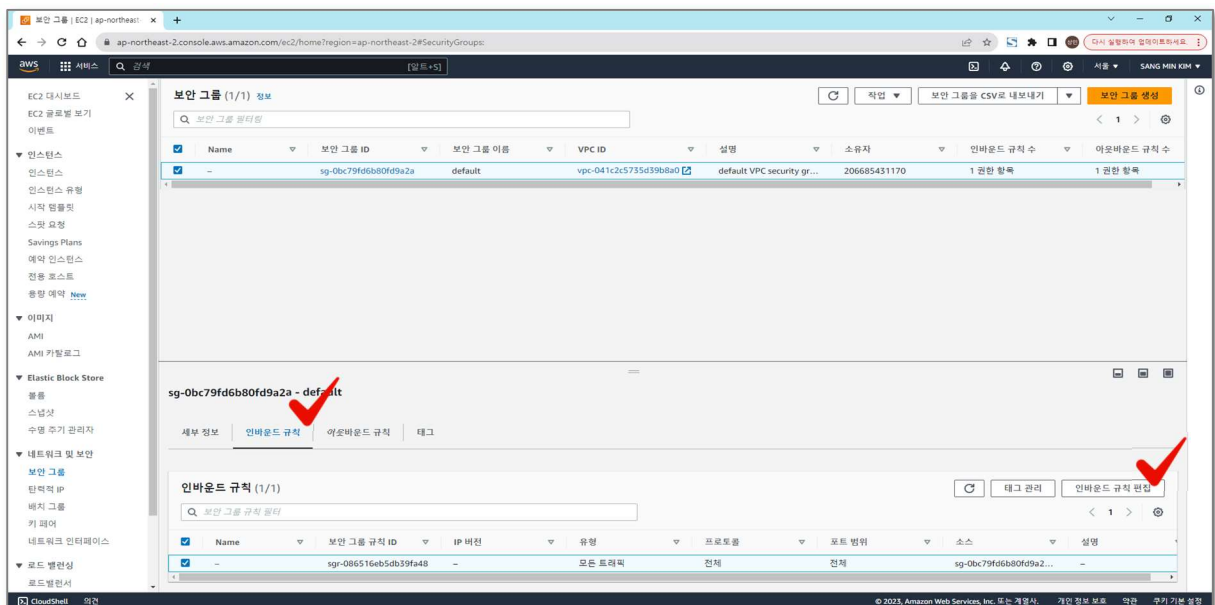 보안 그룹 | EC2 | ap-northeast
ap-northeast-2.console.aws.amazon.com/ec2/home?region=ap-northeast-2#SecurityGroups:
다시 실행하여 업데이트하세요.
aws 서비스 검색 [알트+S] 서울 SANG MIN KIM
EC2 대시보드
EC2 글로벌 보기
이벤트
인스턴스
인스턴스
인스턴스 유형
시작 템플릿
스팟 요청
Savings Plans
예약 인스턴스
전용 호스트
용량 예약 New
이미지
AMI
AMI 카탈로그
Elastic Block Store
볼륨
스냅샷
수명 주기 관리자
네트워크 및 보안
보안 그룹
탄력적 IP
배치 그룹
키 페어
네트워크 인터페이스
로드 밸런싱
로드밸런서
보안 그룹 (1/1) 정보
작업 보안 그룹을 CSV로 내보내기 보안 그룹 생성
보안 그룹 필터링
1
Name 보안 그룹 ID 보안 그룹 이름 VPC ID 설명 소유자 인바운드 규칙 수 아웃바운드 규칙 수
– sg-0bc79fd6b80fd9a2a default vpc-041c2c5735d39b8a0 default VPC security gr... 206685431170 1 권한 항목 1 권한 항목
sg-0bc79fd6b80fd9a2a - default
세부 정보 인바운드 규칙 아웃바운드 규칙 태그
인바운드 규칙 (1/1)
태그 관리 인바운드 규칙 편집
보안 그룹 규칙 필터
1
Name 보안 그룹 규칙 ID IP 버전 유형 프로토콜 포트 범위 소스 설명
– sgr-086516eb5db39fa48 – 모든 트래픽 전체 전체 sg-0bc79fd6b80fd9a2... –
CloudShell 의견 © 2023, Amazon Web Services, Inc. 또는 계열사. 개인 정보 보호 약관 쿠키 기본 설정